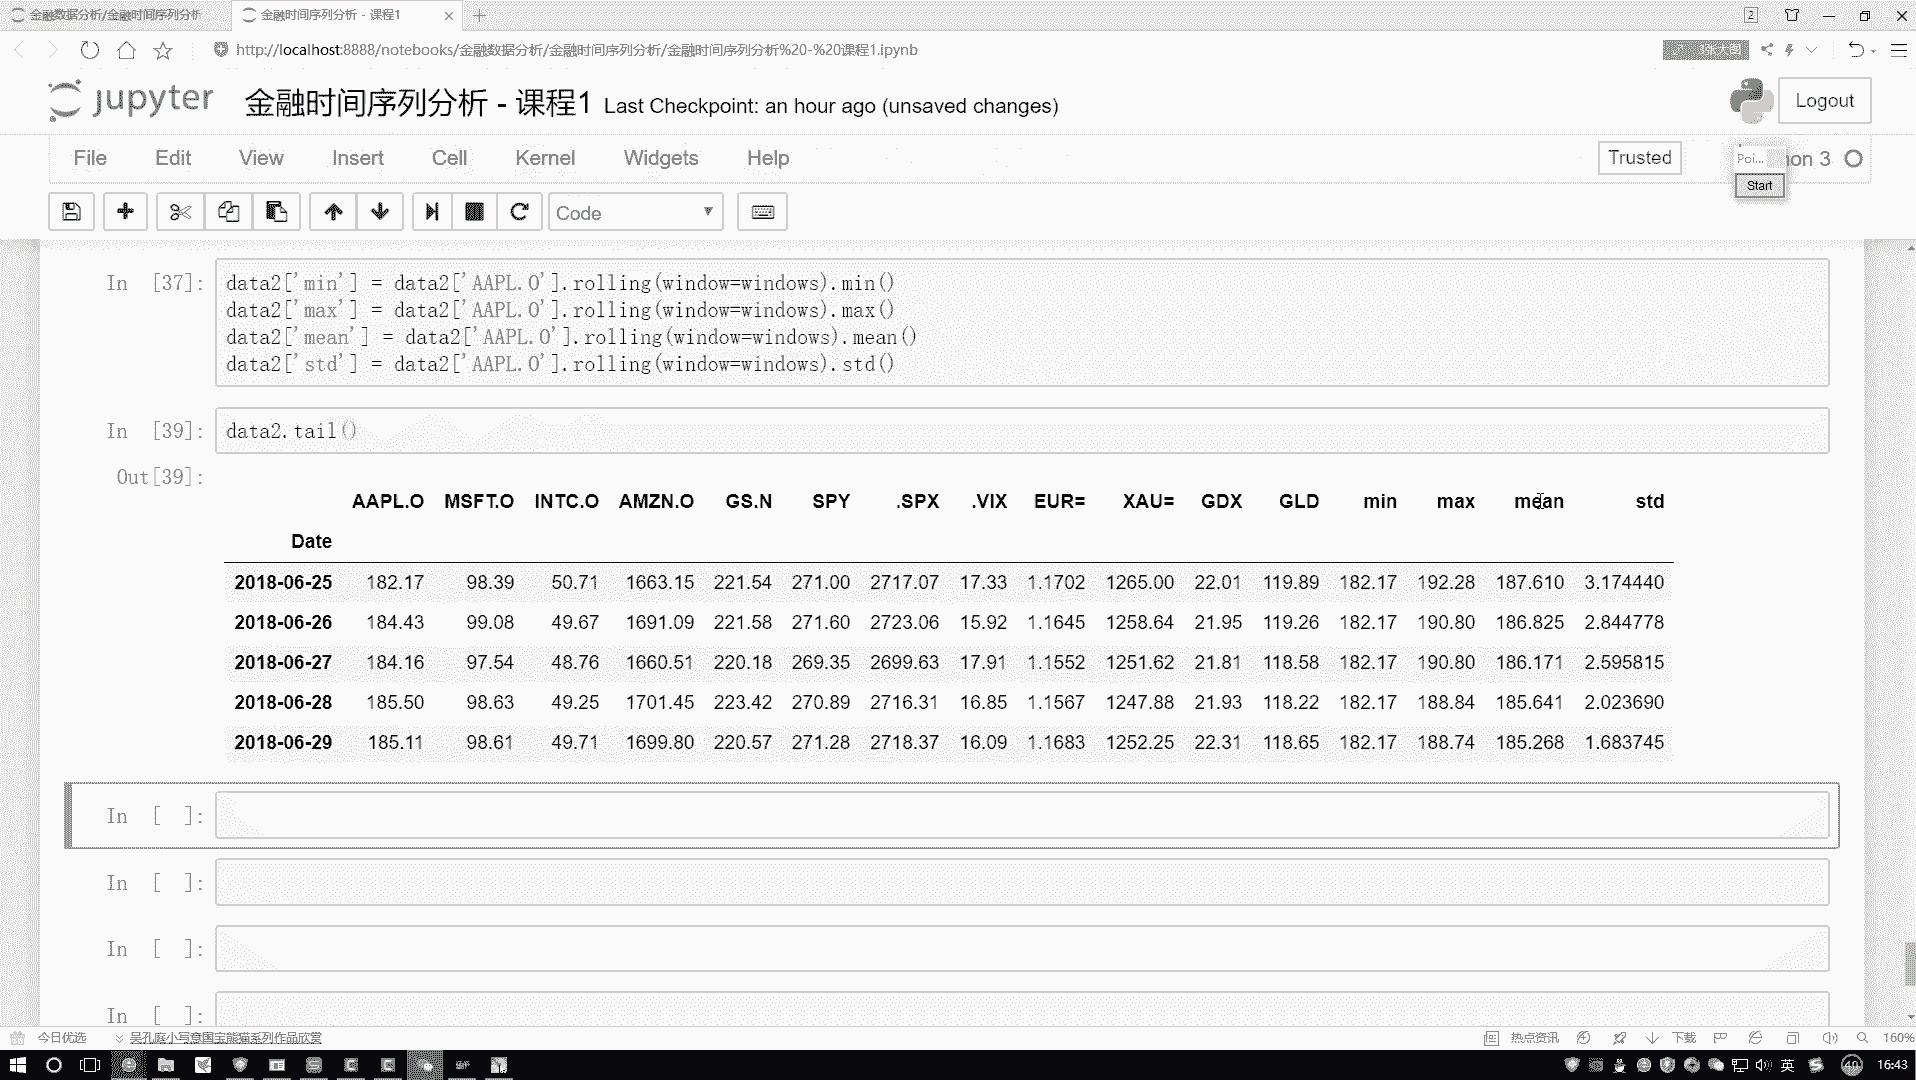 金融数据分析/金融时间序列分析
金融时间序列分析 - 课程1
2
http://localhost:8888/notebooks/金融数据分析/金融时间序列分析/金融时间序列分析%20-%20课程1.ipynb
3张大图
jupyter 金融时间序列分析 - 课程1 Last Checkpoint: an hour ago (unsaved changes)
Logout
File Edit View Insert Cell Kernel Widgets Help
Trusted
Poi... on 3
Start
Code
In [37]:
data2['min'] = data2['AAPL.O'].rolling(window=windows).min()
data2['max'] = data2['AAPL.O'].rolling(window=windows).max()
data2['mean'] = data2['AAPL.O'].rolling(window=windows).mean()
data2['std'] = data2['AAPL.O'].rolling(window=windows).std()
In [39]: data2.tail()
Out[39]:
AAPL.O MSFT.O INTC.O AMZN.O GS.N SPY .SPX .VIX EUR= XAU= GDX GLD min max mean std
Date
2018-06-25 182.17 98.39 50.71 1663.15 221.54 271.00 2717.07 17.33 1.1702 1265.00 22.01 119.89 182.17 192.28 187.610 3.174440
2018-06-26 184.43 99.08 49.67 1691.09 221.58 271.60 2723.06 15.92 1.1645 1258.64 21.95 119.26 182.17 190.80 186.825 2.844778
2018-06-27 184.16 97.54 48.76 1660.51 220.18 269.35 2699.63 17.91 1.1552 1251.62 21.81 118.58 182.17 190.80 186.171 2.595815
2018-06-28 185.50 98.63 49.25 1701.45 223.42 270.89 2716.31 16.85 1.1567 1247.88 21.93 118.22 182.17 188.84 185.641 2.023690
2018-06-29 185.11 98.61 49.71 1699.80 220.57 271.28 2718.37 16.09 1.1683 1252.25 22.31 118.65 182.17 188.74 185.268 1.683745
In [ ]:
In [ ]:
In [ ]:
In [ ]:
今日优选
吴孔庭小写意国宝熊猫系列作品欣赏
热点资讯
下载
160%
英
40
16:43